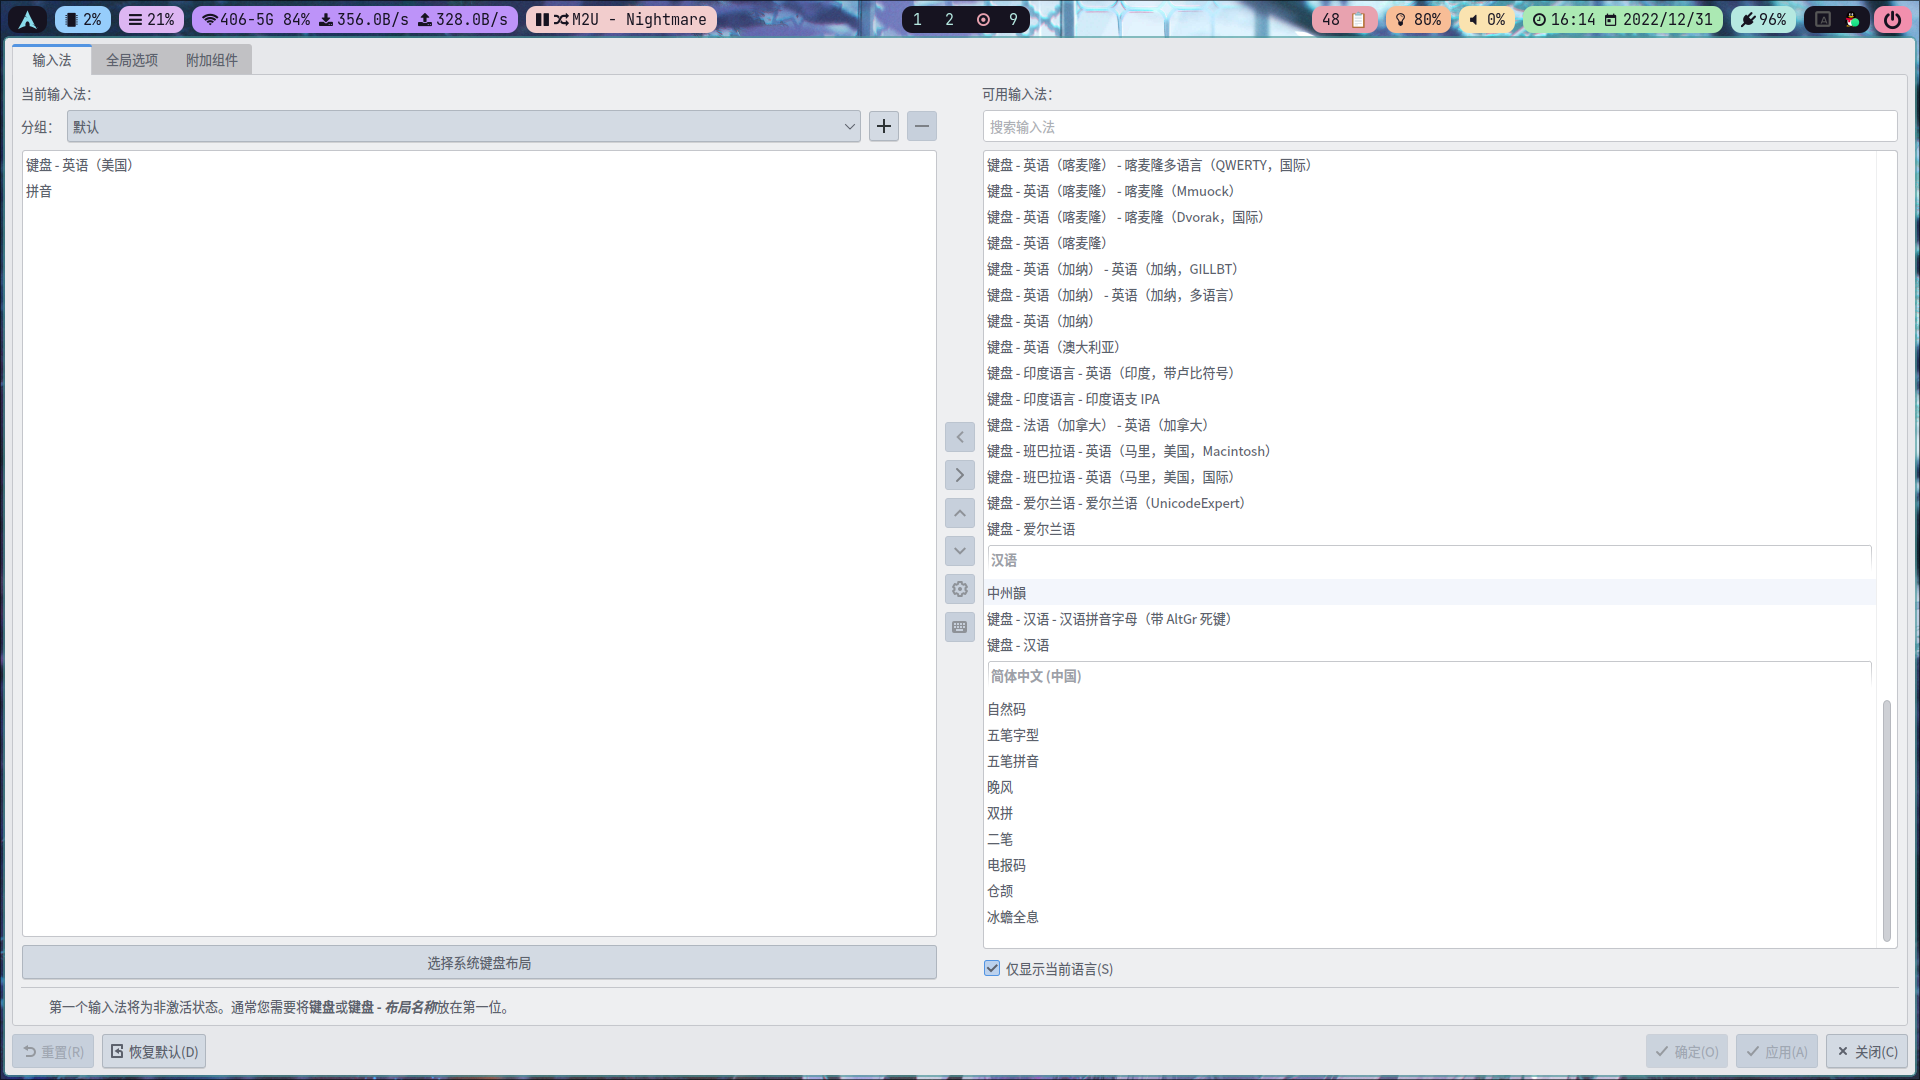 2%
21%
406-5G 84% 356.0B/s 328.0B/s
M2U - Nightmare
1 2 9
48
80%
0%
16:14 2022/12/31
96%
输入法 全局选项 附加组件
当前输入法：
分组： 默认
键盘 - 英语（美国）
拼音
选择系统键盘布局
可用输入法：
搜索输入法
键盘 - 英语（喀麦隆） - 喀麦隆多语言（QWERTY，国际）
键盘 - 英语（喀麦隆） - 喀麦隆（Mmuock）
键盘 - 英语（喀麦隆） - 喀麦隆（Dvorak，国际）
键盘 - 英语（喀麦隆）
键盘 - 英语（加纳） - 英语（加纳，GILLBT）
键盘 - 英语（加纳） - 英语（加纳，多语言）
键盘 - 英语（加纳）
键盘 - 英语（澳大利亚）
键盘 - 印度语言 - 英语（印度，带卢比符号）
键盘 - 印度语言 - 印度语支 IPA
键盘 - 法语（加拿大） - 英语（加拿大）
键盘 - 班巴拉语 - 英语（马里，美国，Macintosh）
键盘 - 班巴拉语 - 英语（马里，美国，国际）
键盘 - 爱尔兰语 - 爱尔兰语（UnicodeExpert）
键盘 - 爱尔兰语
汉语
中州韻
键盘 - 汉语 - 汉语拼音字母（带 AltGr 死键）
键盘 - 汉语
简体中文 (中国)
自然码
五笔字型
五笔拼音
晚风
双拼
二笔
电报码
仓颉
冰蟾全息
仅显示当前语言(S)
第一个输入法将为非激活状态。通常您需要将键盘或键盘 - 布局名称放在第一位。
重置(R) 恢复默认(D) 确定(O) 应用(A) 关闭(C)